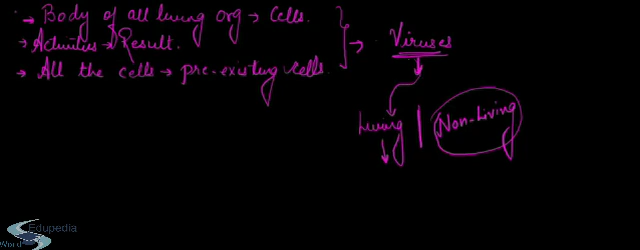 → Body of all living org → Cells.
→ Activities → Result.
→ All the cells → pre-existing cells.
→ Viruses
Living | Non-Living
Edupedia
World